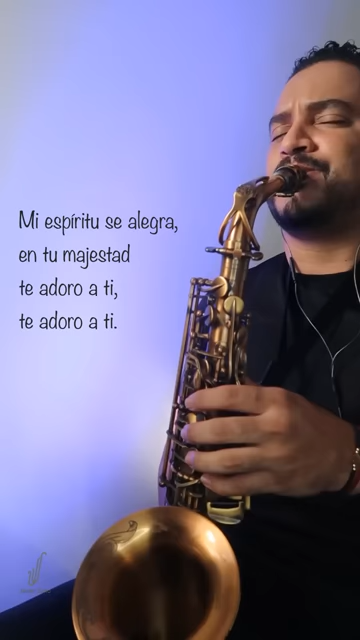 Mi espíritu se alegra,
en tu majestad
te adoro a ti,
te adoro a ti.